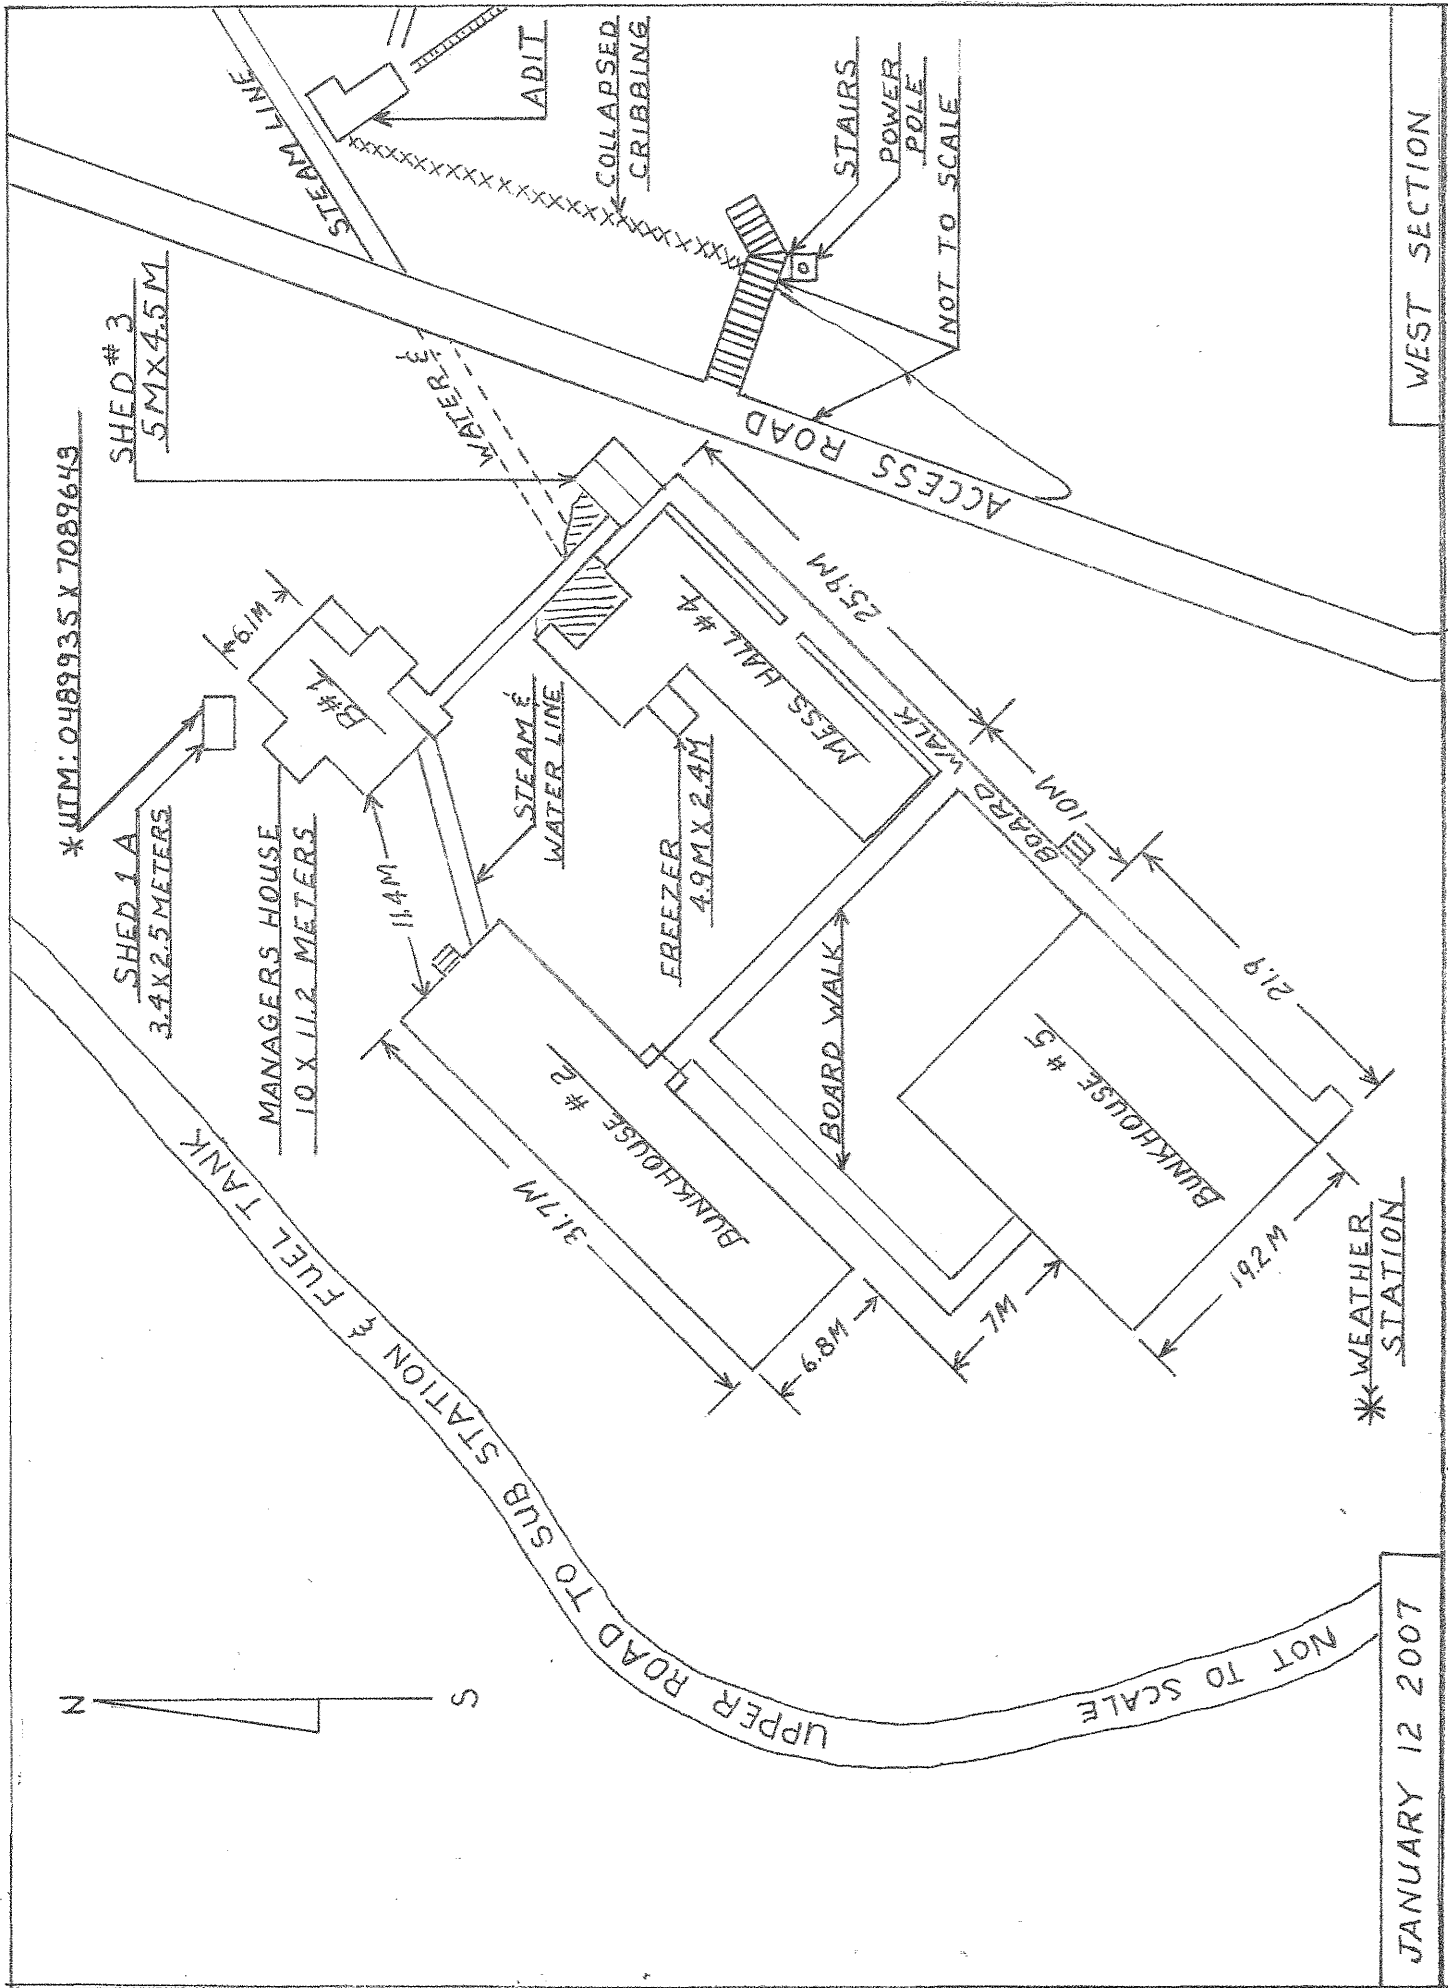 *UTM: 0489935 X 7089643
SHED 1 A
3.4 X 2.5 METERS
MANAGERS HOUSE
10 X 11.2 METERS
SHED # 3
5M X 4.5M
6.1M
B#1
11.4M
STEAM &
WATER LINE
WATER &
STEAM LINE
ADIT
COLLAPSED
CRIBBING
STAIRS
POWER
POLE
NOT TO SCALE
ACCESS ROAD
FREEZER
4.9M X 2.4M
MESS HALL #4
25.9M
BOARD WALK
10M
BOARD WALK
BUNKHOUSE # 2
31.7M
6.8M
7M
BUNKHOUSE # 5
21.9
19.2M
WEATHER
STATION
UPPER ROAD TO SUB STATION & FUEL TANK
NOT TO SCALE
N
S
JANUARY 12 2007
WEST SECTION